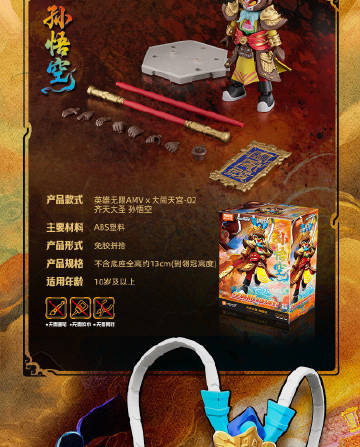 孙悟空
产品款式 英雄无限AMV x 大闹天宫-02
齐天大圣 孙悟空
主要材料 ABS塑料
产品形式 免胶拼搭
产品规格 不含底座全高约13cm(到领冠高度)
适用年龄 10岁及以上